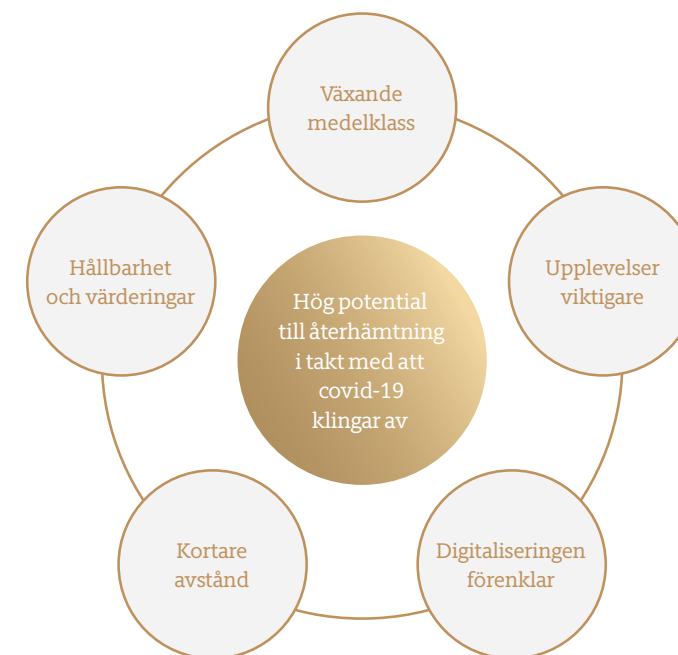 Växande
medelklass
Hållbarhet
och värderingar
Upplevelser
viktigare
Hög potential
till återhämtning
i takt med att
covid-19
klingar av
Kortare
avstånd
Digitaliseringen
förenklar